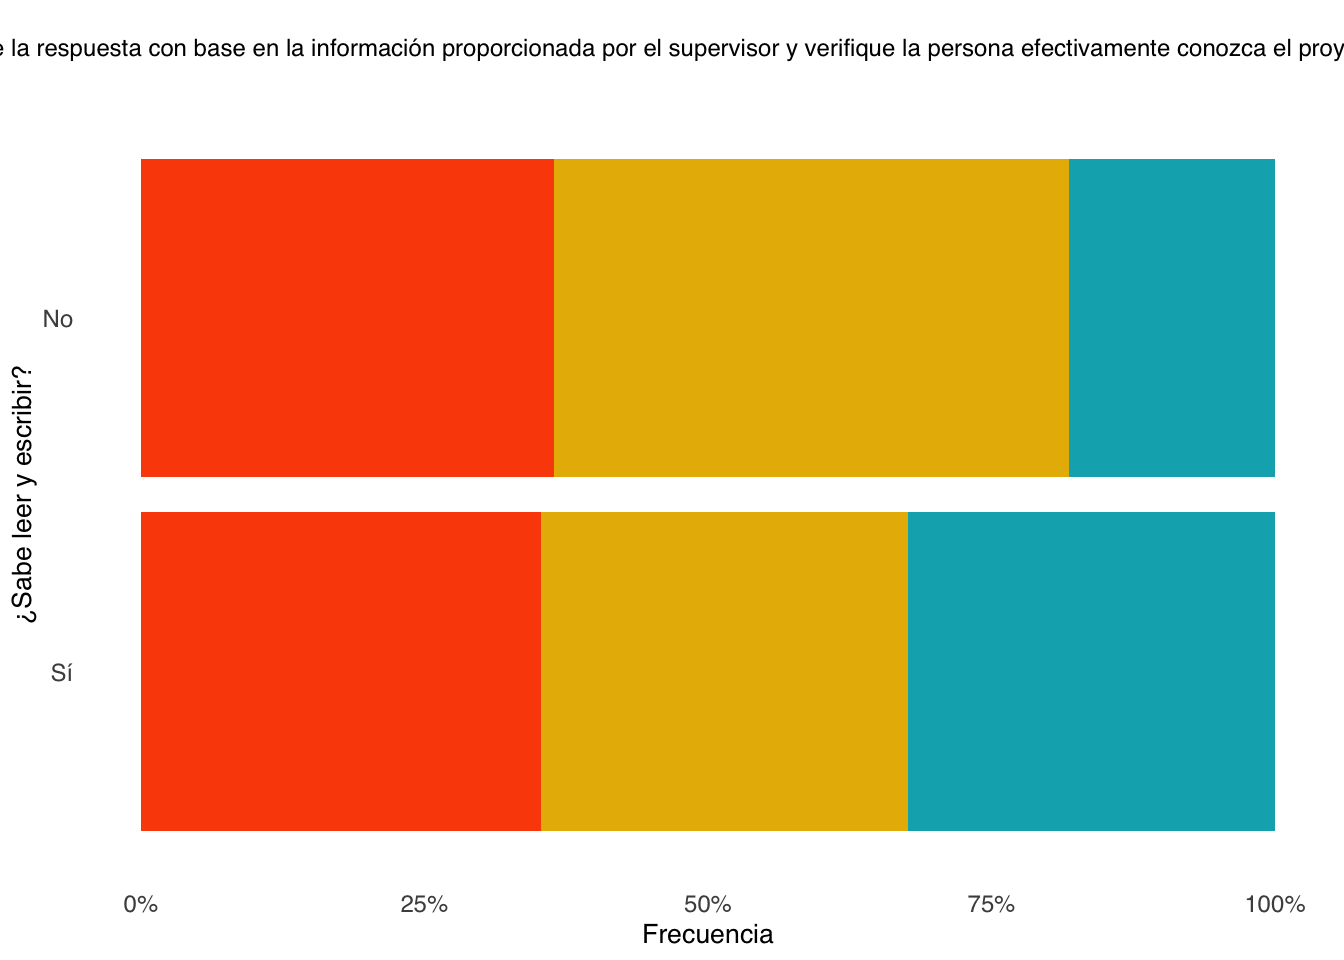 la respuesta con base en la información proporcionada por el supervisor y verifique la persona efectivamente conozca el
No
¿Sabe leer y escribir?
Sí
0% 25% 50% 75% 100%
Frecuencia